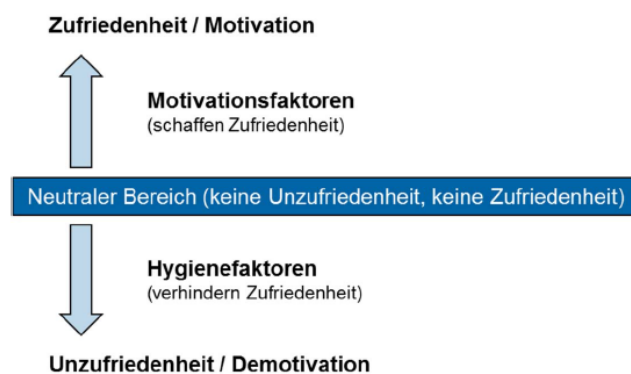 Zufriedenheit / Motivation
Motivationsfaktoren
(schaffen Zufriedenheit)
Neutraler Bereich (keine Unzufriedenheit, keine Zufriedenheit)
Hygienefaktoren
(verhindern Zufriedenheit)
Unzufriedenheit / Demotivation